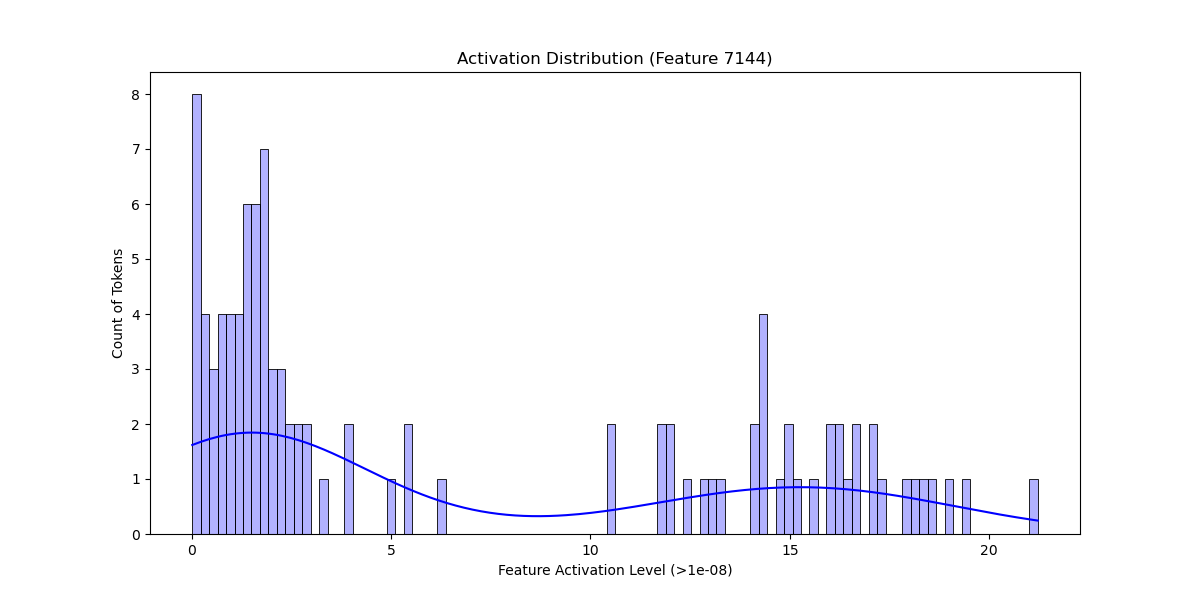 Activation Distribution (Feature 7144)
Count of Tokens
8
7
6
5
4
3
2
1
0
0 5 10 15 20
Feature Activation Level (>1e-08)